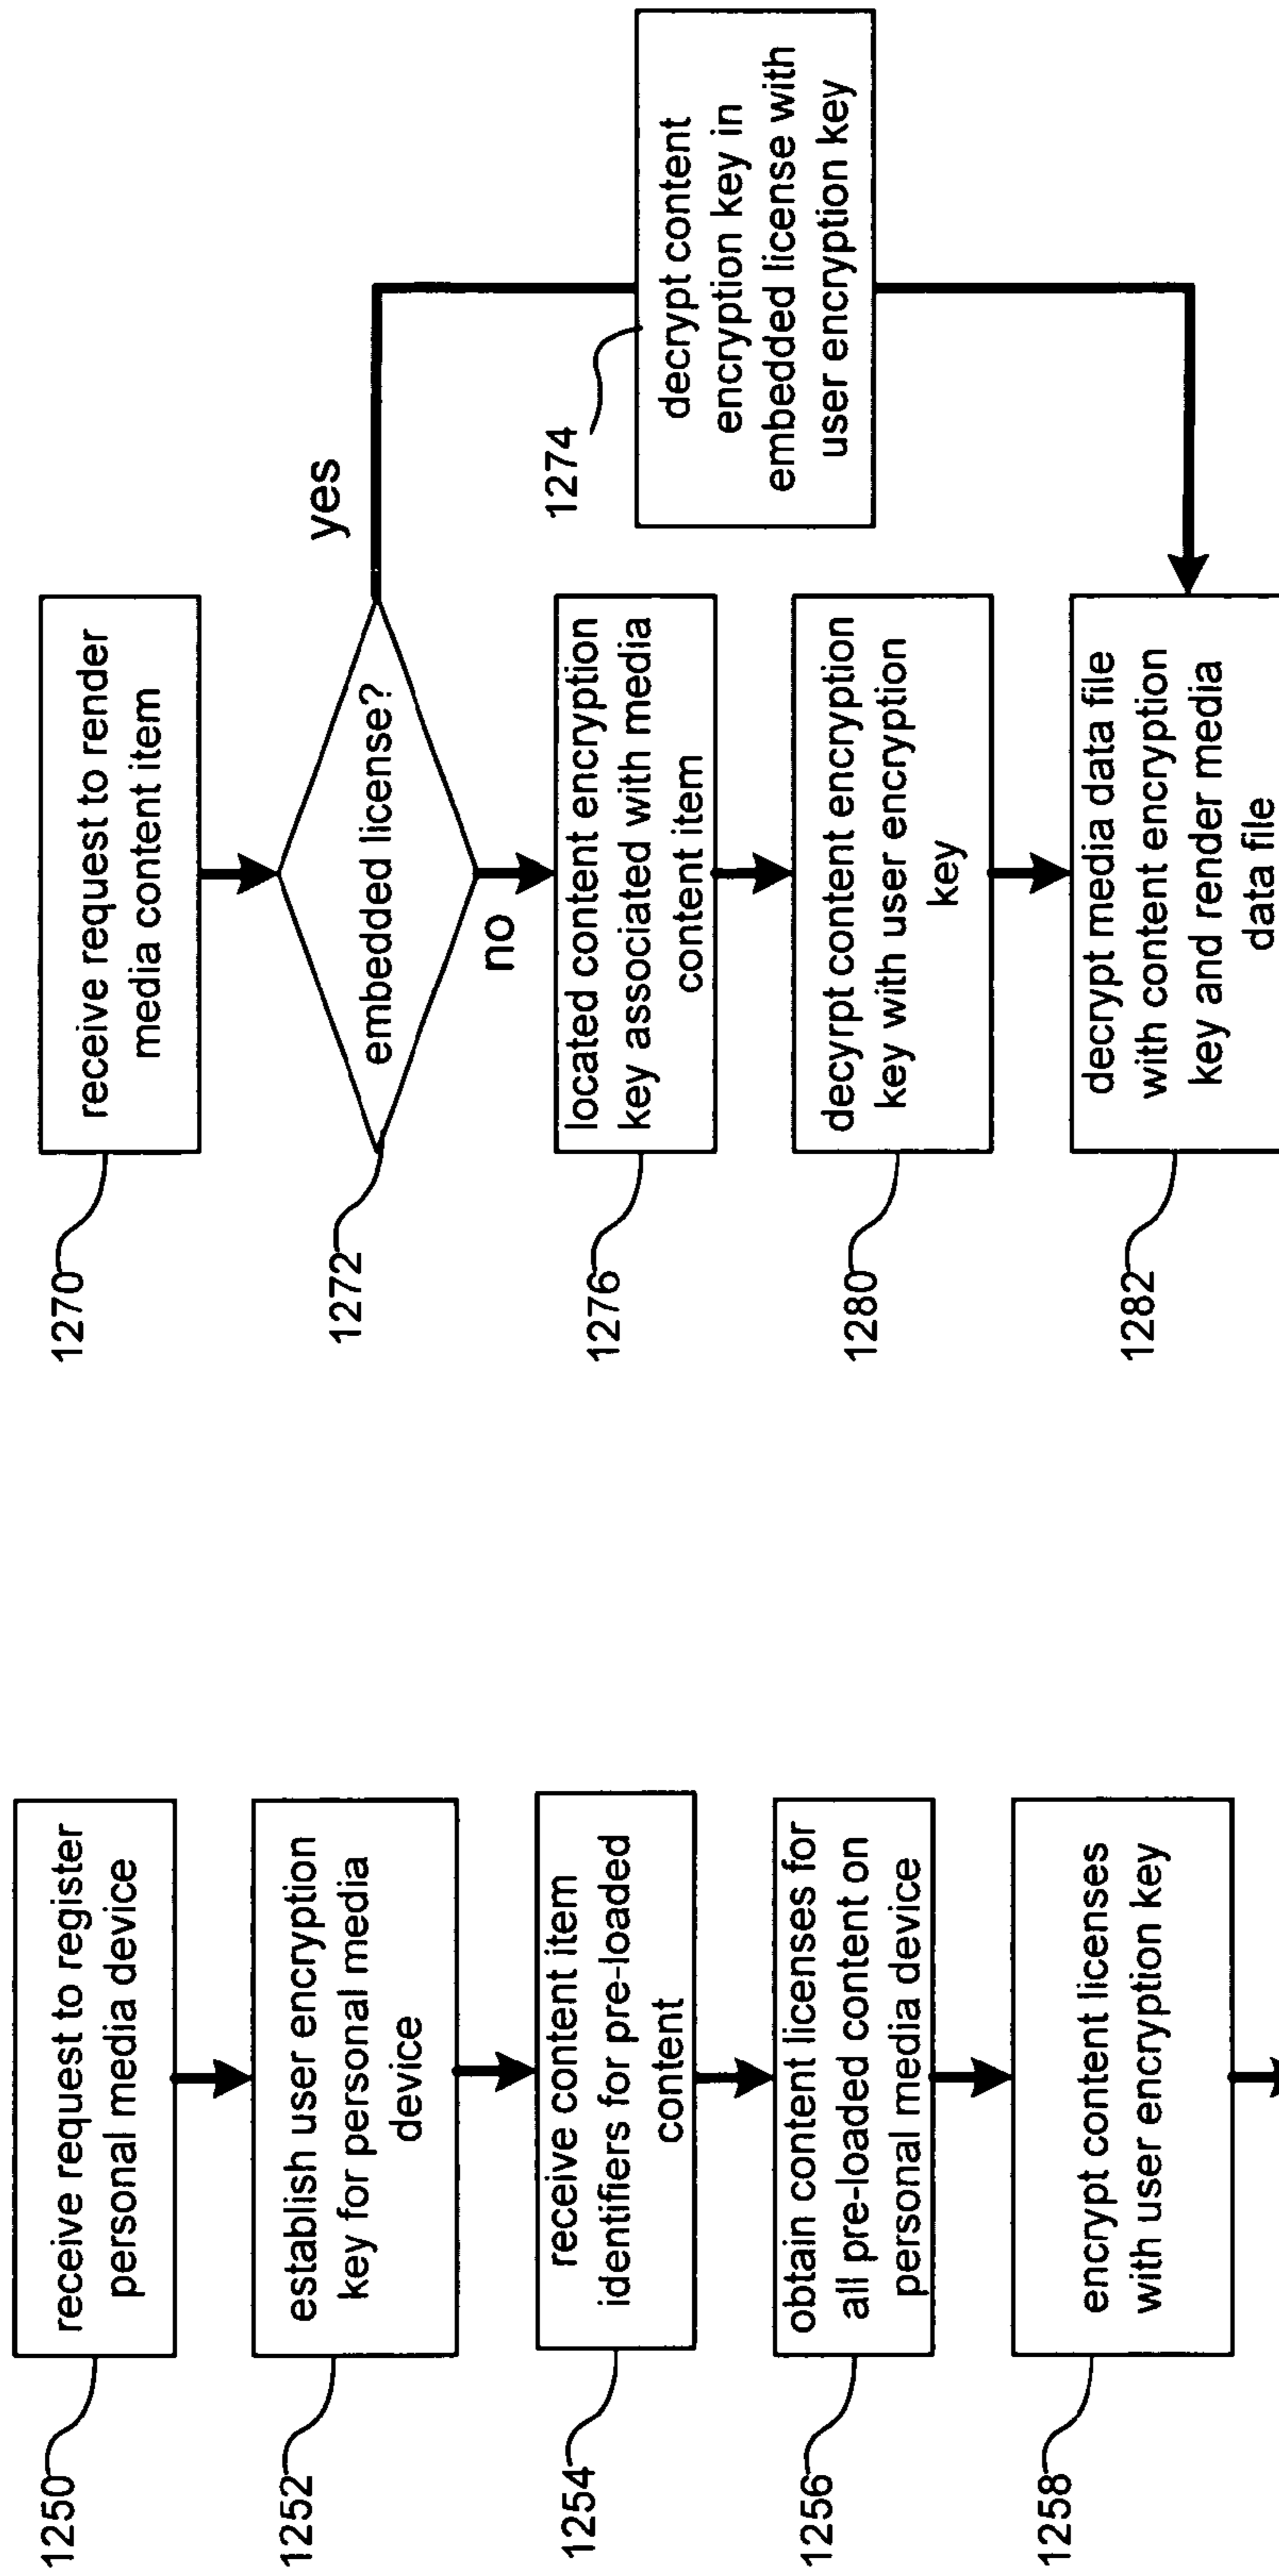 1250
receive request to register
personal media device
1252
establish user encryption
key for personal media
device
1254
receive content item
identifiers for pre-loaded
content
1256
obtain content licenses for
all pre-loaded content on
personal media device
1258
encrypt content licenses
with user encryption key
1270
receive request to render
media content item
1272
embedded license?
yes
no
1274
decrypt content
encryption key in
embedded license with
user encryption key
1276
located content encryption
key associated with media
content item
1280
decyrpt content encryption
key with user encryption
key
1282
decrypt media data file
with content encryption
key and render media
data file